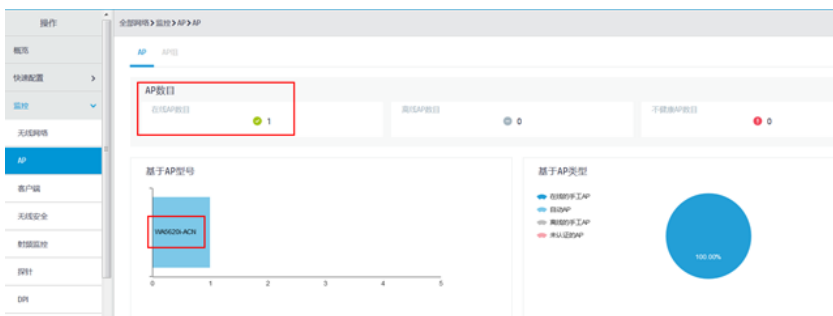 操作
全部网络>监控>AP>AP
概览
AP AP组
快速配置
AP数目
监控
在线AP数目
离线AP数目
不健康AP数目
1
0
0
无线网络
AP
基于AP型号
基于AP类型
客户端
在线的手工AP
自动AP
离线的手工AP
未认证的AP
无线安全
WA6620i-ACN
射频监控
100.00%
探针
0 1 2 3 4 5
DPI